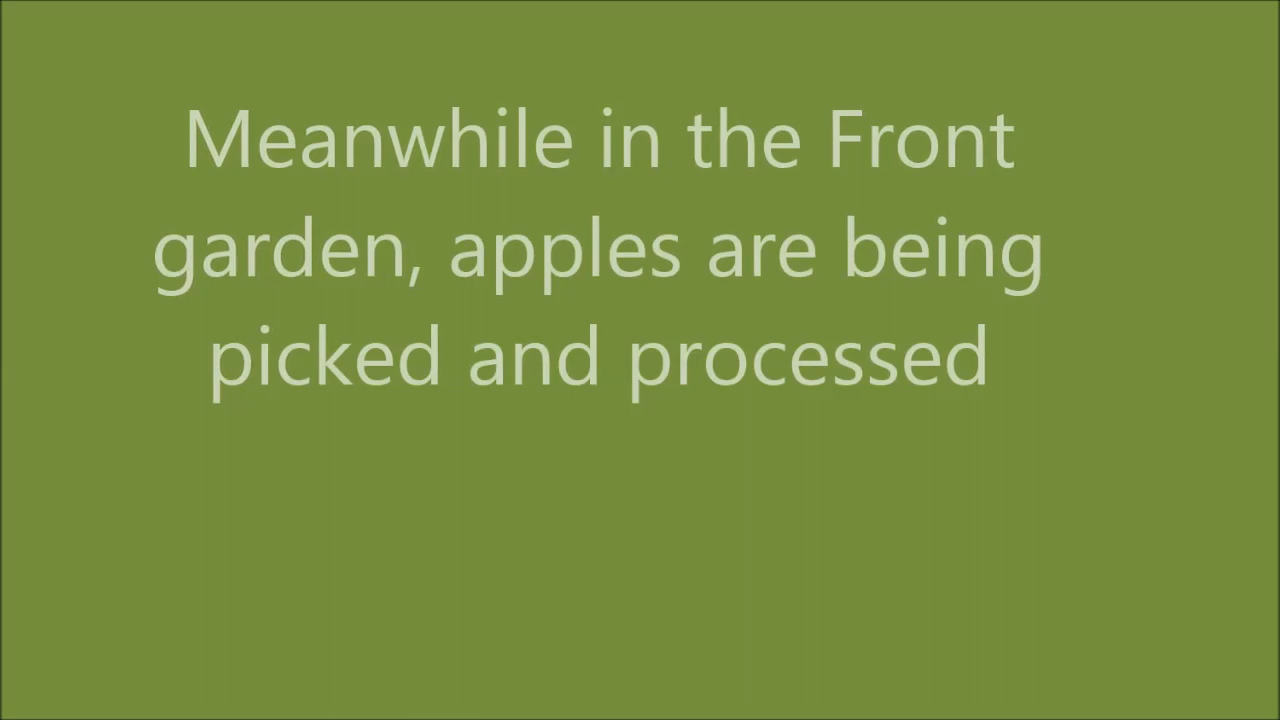 Meanwhile in the Front
garden, apples are being
picked and processed